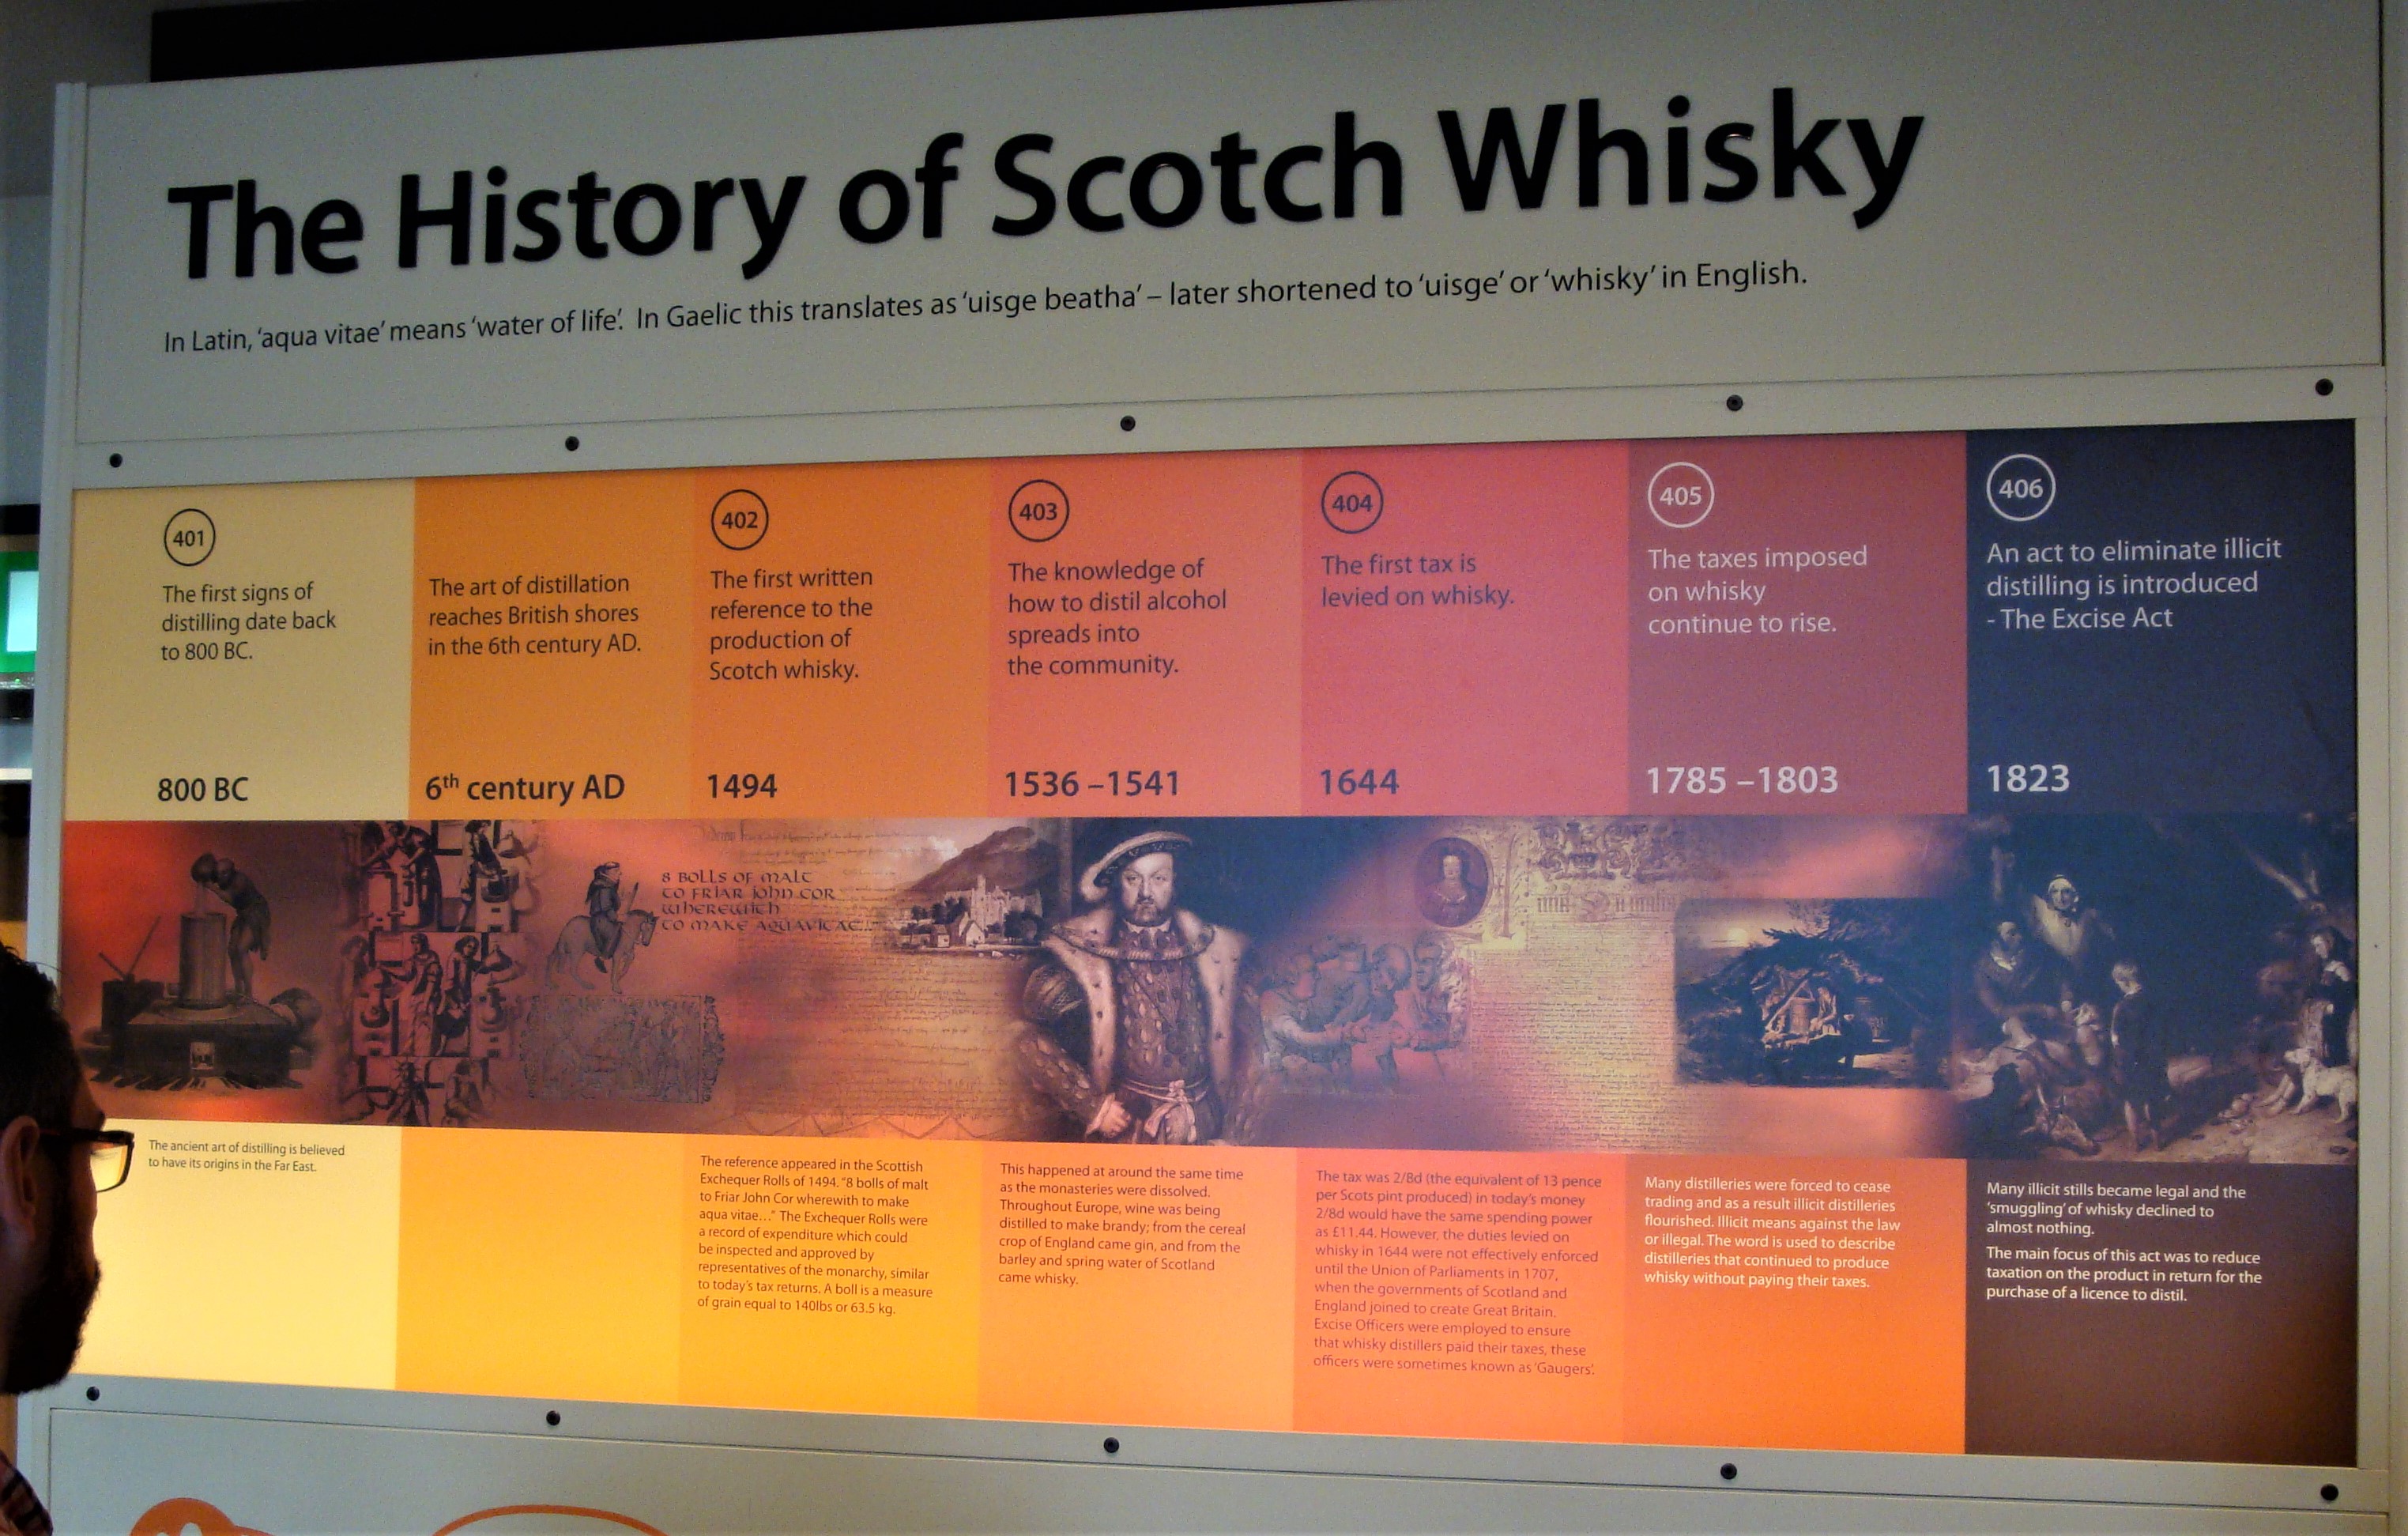 The History of Scotch Whisky
In Latin, ‘aqua vitae’ means ‘water of life’. In Gaelic this translates as ‘uisge beatha’ – later shortened to ‘uisge’ or ‘whisky’ in English.
401
The first signs of
distilling date back
to 800 BC.
800 BC
The ancient art of distilling is believed
to have its origins in the Far East.
The art of distillation
reaches British shores
in the 6th century AD.
6th century AD
402
The first written
reference to the
production of
Scotch whisky.
1494
8 BOLLS OF MALT
TO FRIAR JOHN COR
WHEREWITH
TO MAKE AQUAVITAE...
The reference appeared in the Scottish
Exchequer Rolls of 1494. “8 bolls of malt
to Friar John Cor wherewith to make
aqua vitae…” The Exchequer Rolls were
a record of expenditure which could
be inspected and approved by
representatives of the monarchy, similar
to today’s tax returns. A boll is a measure
of grain equal to 140lbs or 63.5 kg.
403
The knowledge of
how to distil alcohol
spreads into
the community.
1536 –1541
This happened at around the same time
as the monasteries were dissolved.
Throughout Europe, wine was being
distilled to make brandy; from the cereal
crop of England came gin, and from the
barley and spring water of Scotland
came whisky.
404
The first tax is
levied on whisky.
1644
The tax was 2/8d (the equivalent of 13 pence
per Scots pint produced) in today’s money
2/8d would have the same spending power
as £11.44. However, the duties levied on
whisky in 1644 were not effectively enforced
until the Union of Parliaments in 1707,
when the governments of Scotland and
England joined to create Great Britain.
Excise Officers were employed to ensure
that whisky distillers paid their taxes, these
officers were sometimes known as ‘Gaugers’.
405
The taxes imposed
on whisky
continue to rise.
1785 –1803
Many distilleries were forced to cease
trading and as a result illicit distilleries
flourished. Illicit means against the law
or illegal. The word is used to describe
distilleries that continued to produce
whisky without paying their taxes.
406
An act to eliminate illicit
distilling is introduced
- The Excise Act
1823
Many illicit stills became legal and the
‘smuggling’ of whisky declined to
almost nothing.
The main focus of this act was to reduce
taxation on the product in return for the
purchase of a licence to distil.